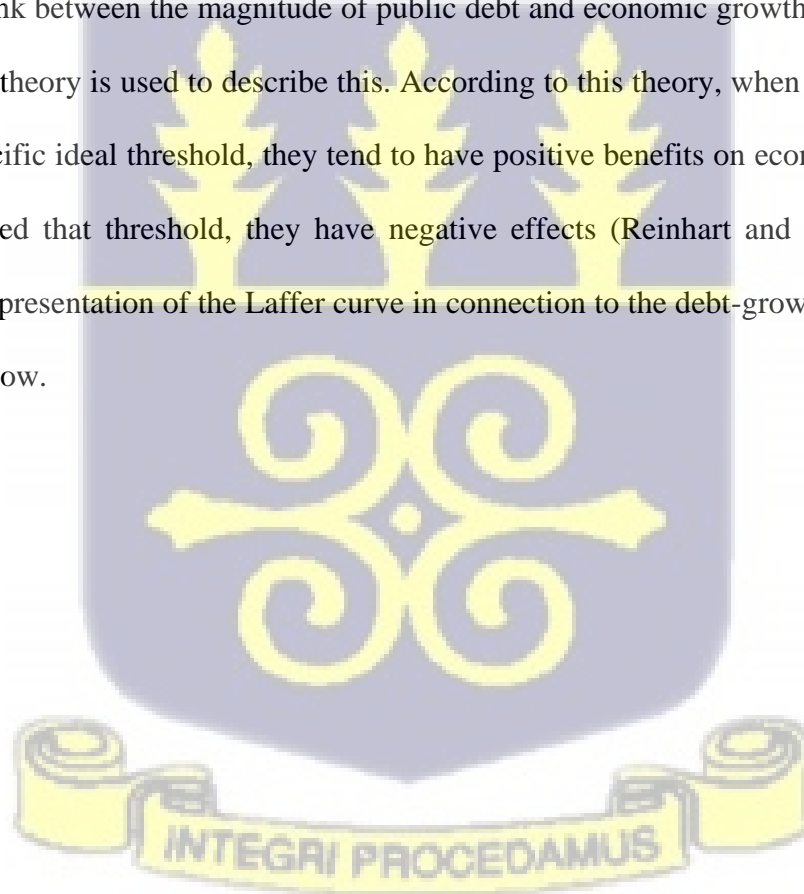 nk between the magnitude of public debt and economic growth
theory is used to describe this. According to this theory, when
cific ideal threshold, they tend to have positive benefits on econ
ed that threshold, they have negative effects (Reinhart and
presentation of the Laffer curve in connection to the debt-grow
ow.
INTEGRI PROCEDAMUS